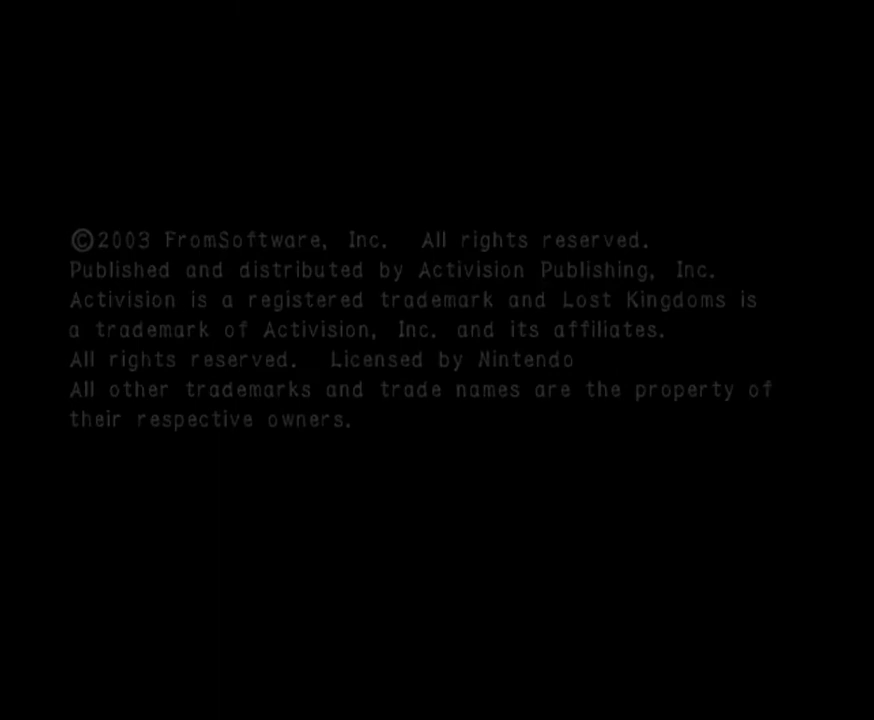 ©2003 FromSoftware, Inc.  All rights reserved.
Published and distributed by Activision Publishing, Inc.
Activision is a registered trademark and Lost Kingdoms is
a trademark of Activision, Inc. and its affiliates.
All rights reserved.  Licensed by Nintendo
All other trademarks and trade names are the property of
their respective owners.